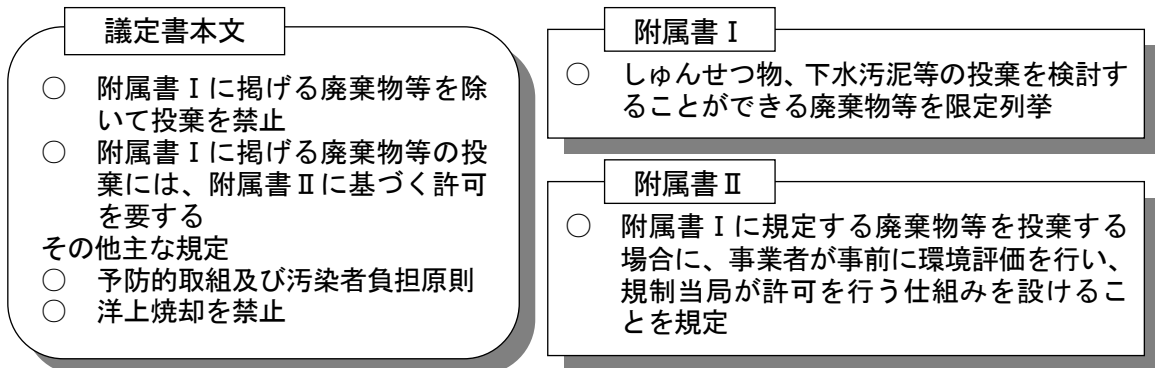 議定書本文
○ 附属書Ⅰに掲げる廃棄物等を除
いて投棄を禁止
○ 附属書Ⅰに掲げる廃棄物等の投
棄には、附属書Ⅱに基づく許可
を要する
その他主な規定
○ 予防的取組及び汚染者負担原則
○ 洋上焼却を禁止
附属書Ⅰ
○ しゅんせつ物、下水汚泥等の投棄を検討す
ることができる廃棄物等を限定列挙
附属書Ⅱ
○ 附属書Ⅰに規定する廃棄物等を投棄する
場合に、事業者が事前に環境評価を行い、
規制当局が許可を行う仕組みを設けるこ
とを規定